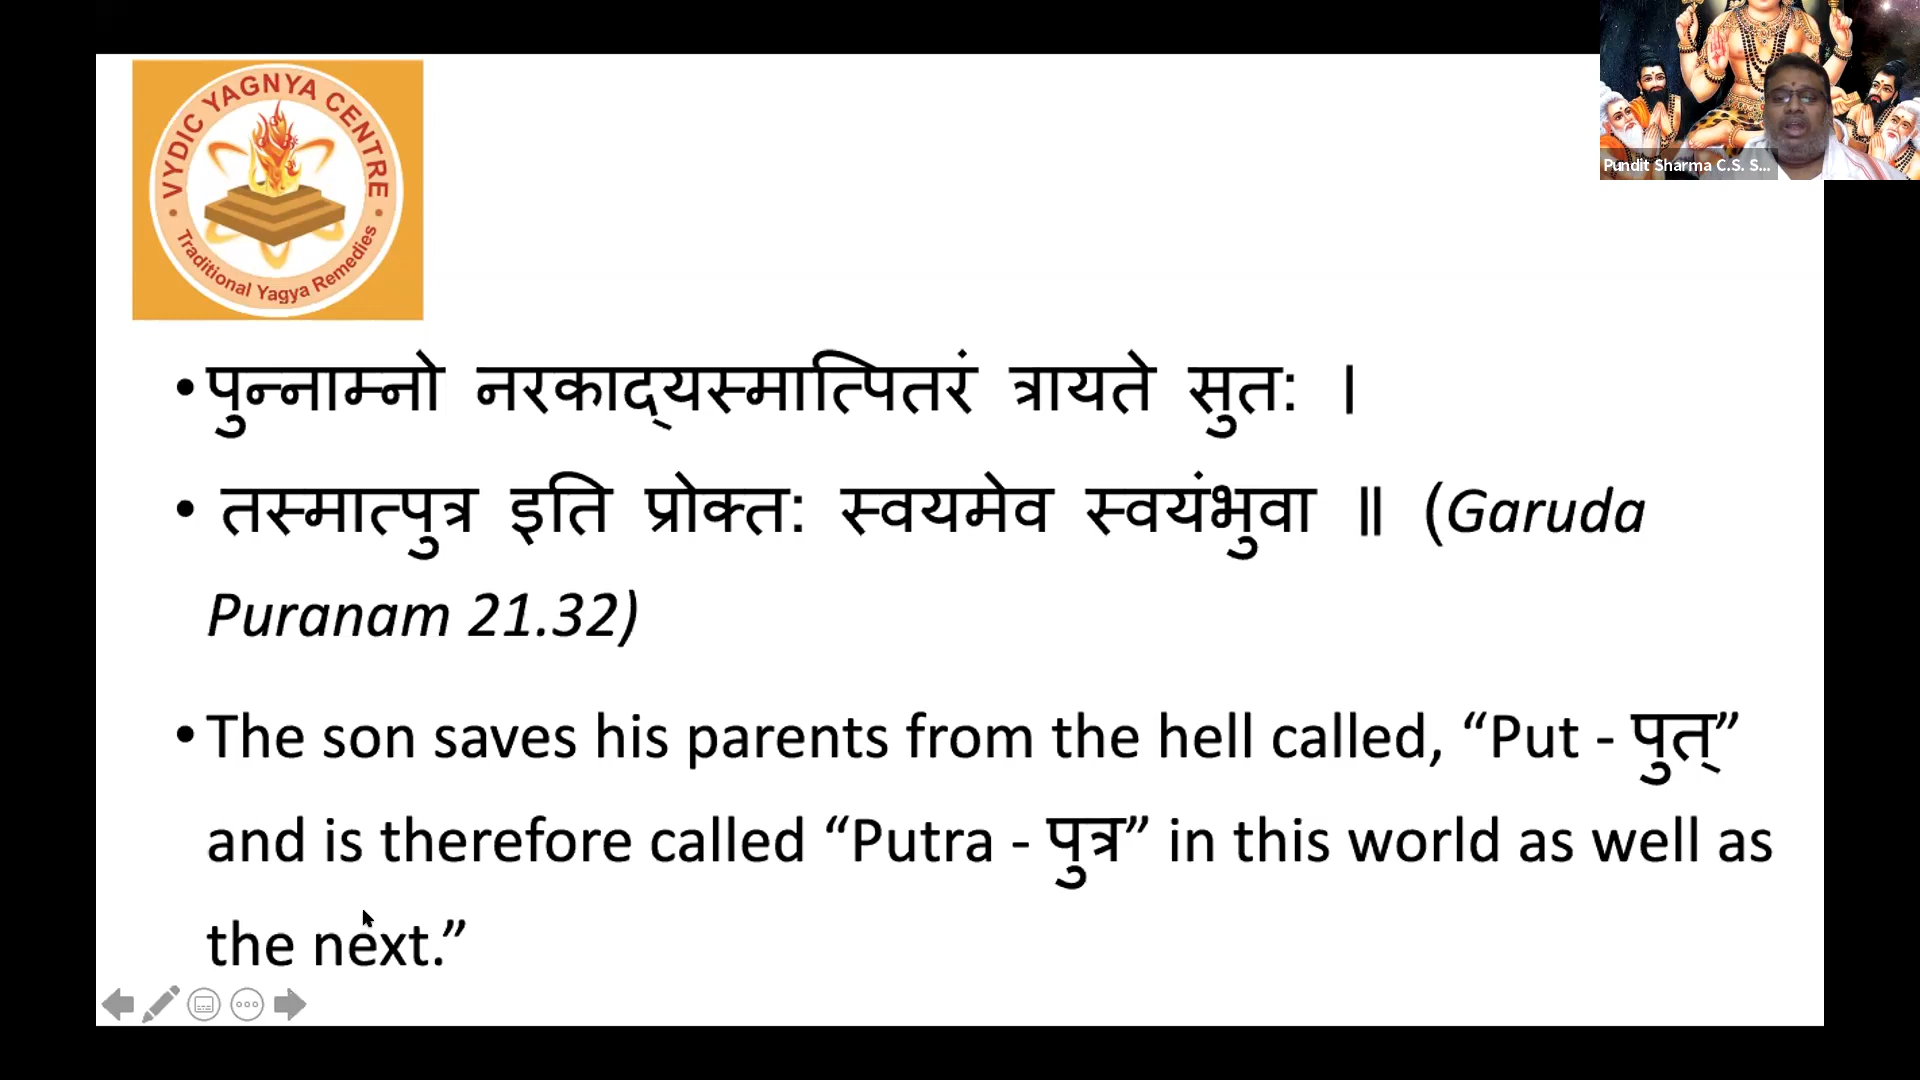 VYDIC YAGNYA CENTRE
Traditional Yagya Remedies
Pundit Sharma C.S. S...
•पुन्नाम्नो नरकाद्यस्मात्पितरं त्रायते सुत: ।
• तस्मात्पुत्र इति प्रोक्त: स्वयमेव स्वयंभुवा ॥ (Garuda
Puranam 21.32)
•The son saves his parents from the hell called, “Put - पुत्”
and is therefore called “Putra - पुत्र” in this world as well as
the next.”